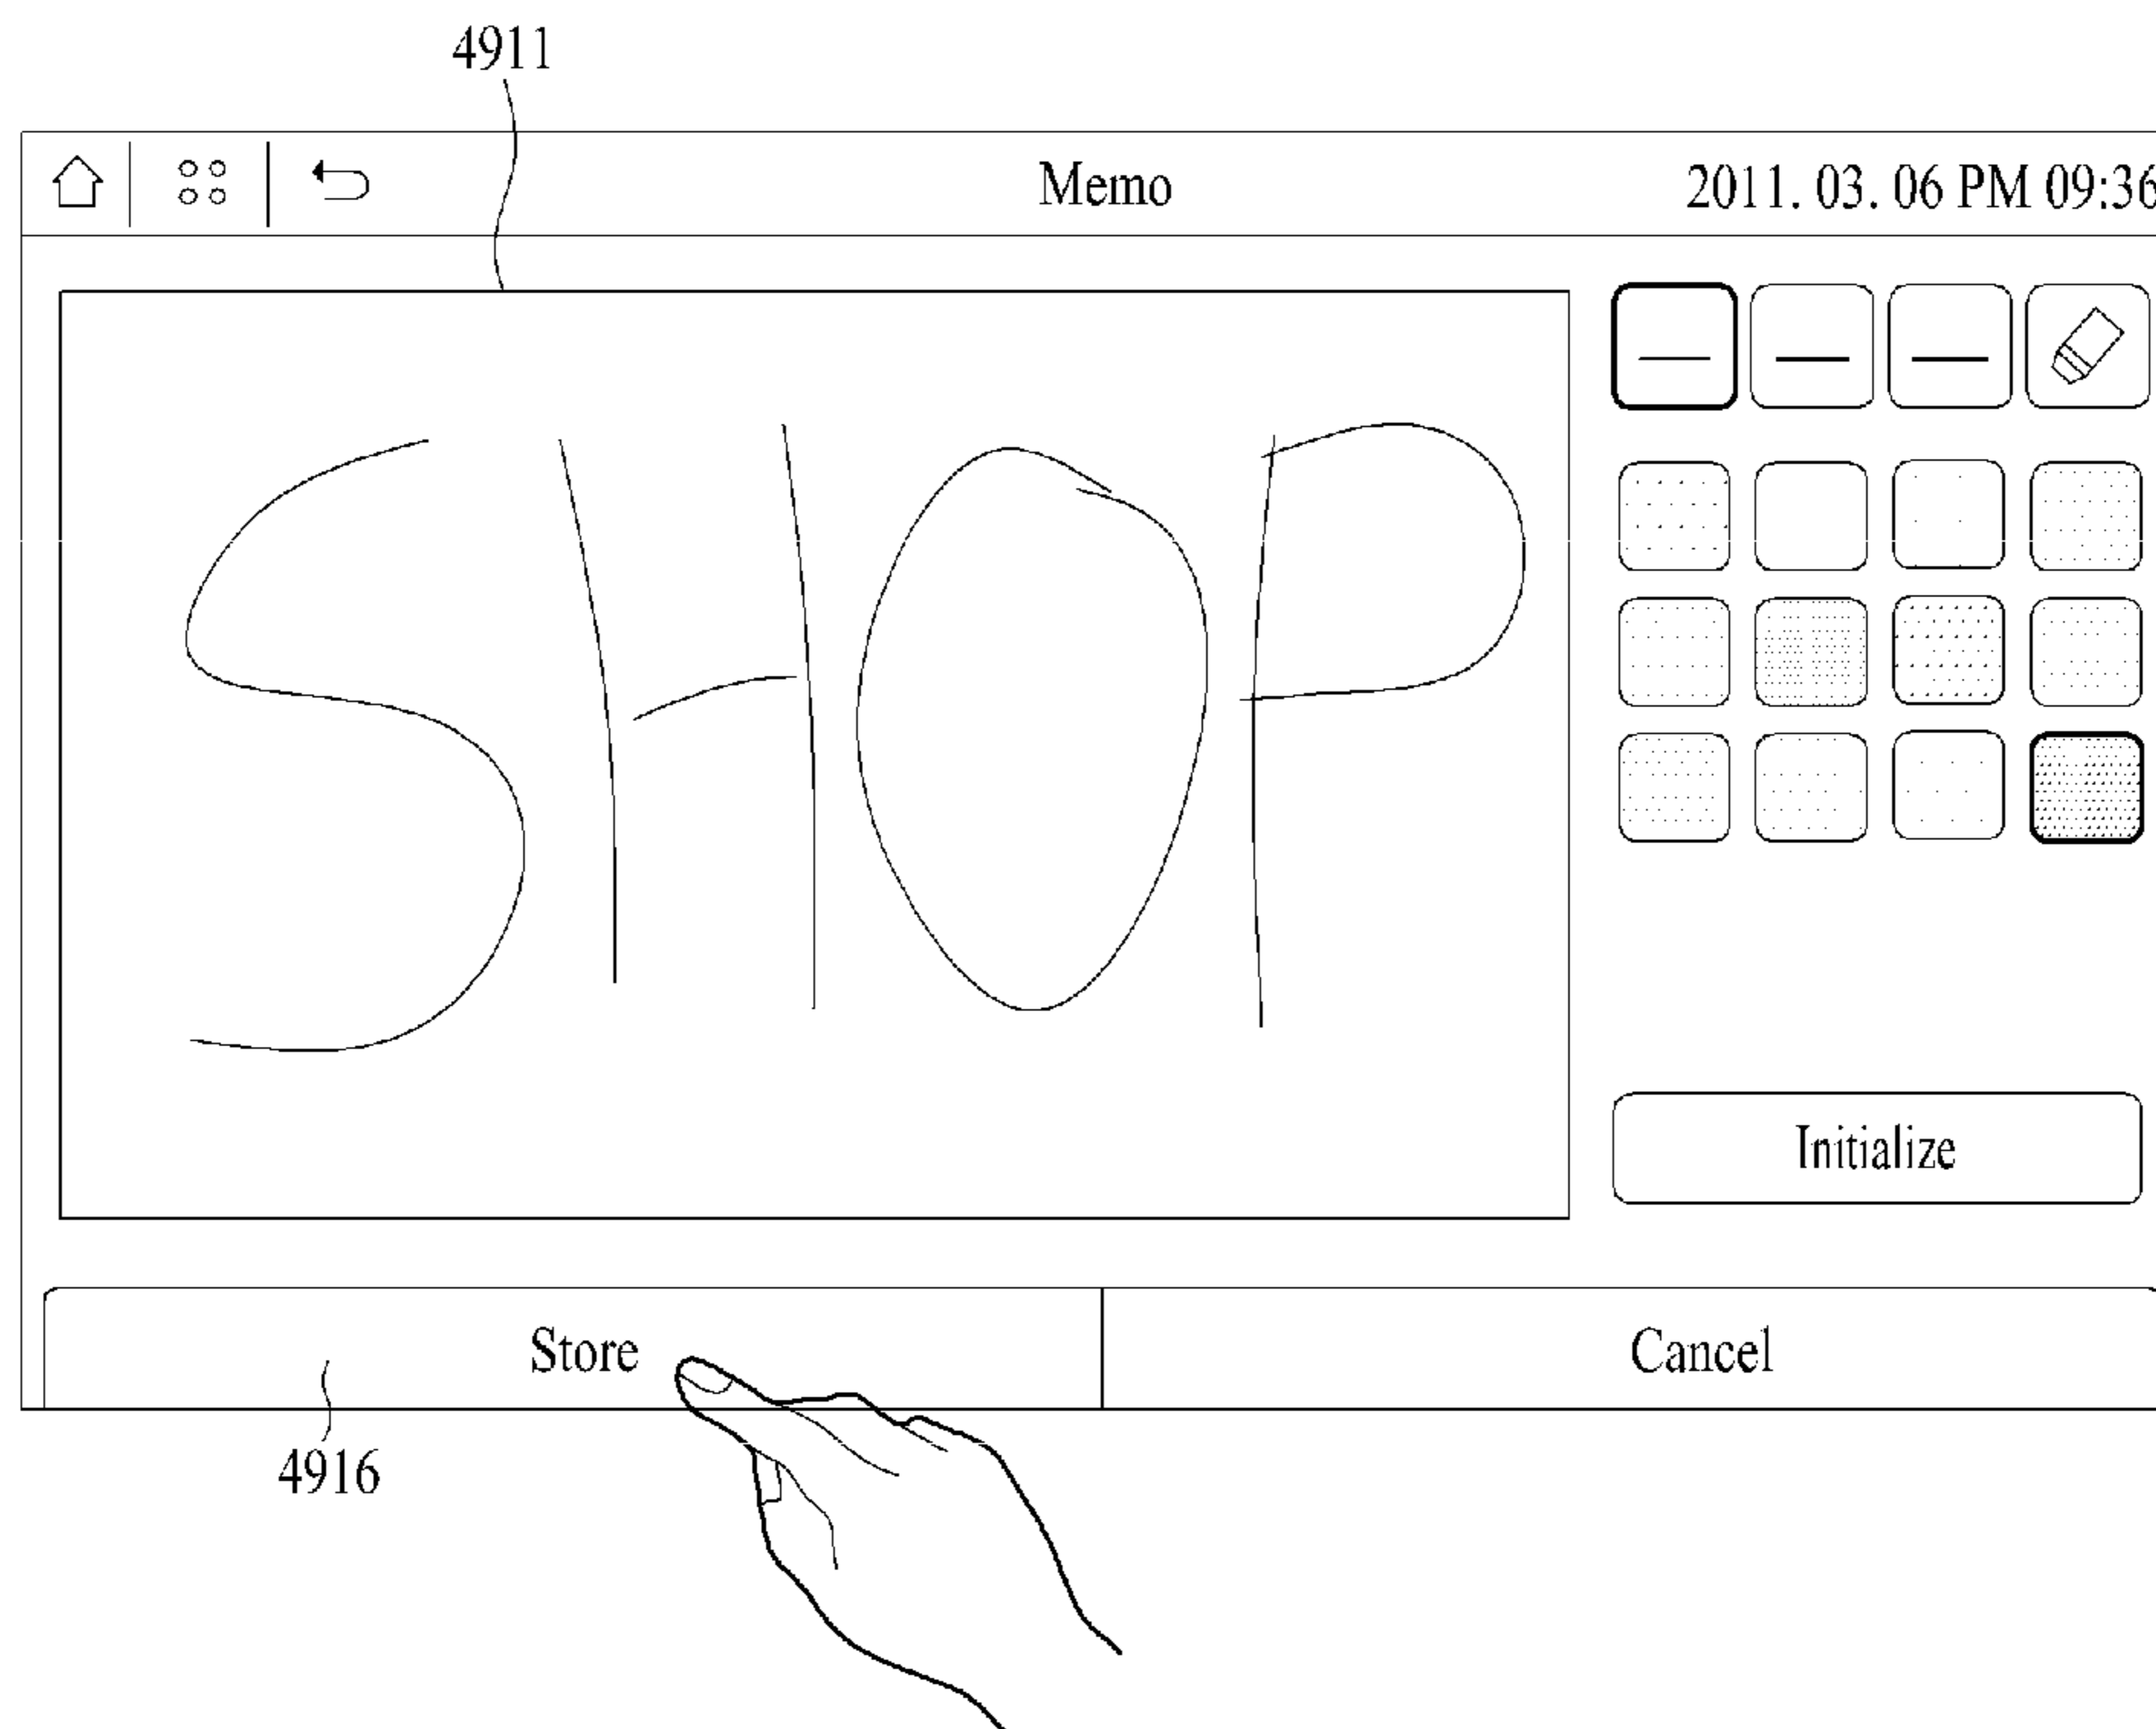 4911
Memo 2011. 03. 06 PM 09:36
SHOP
Initialize
Store Cancel
4916